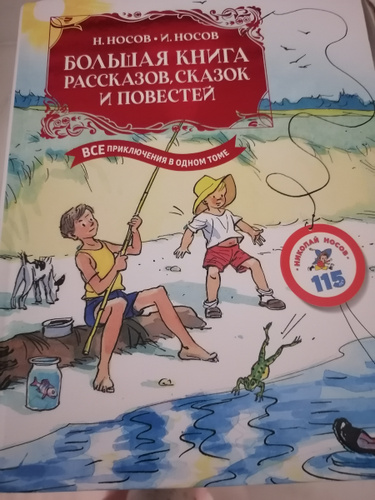 Н. НОСОВ • И. НОСОВ
БОЛЬШАЯ КНИГА
РАССКАЗОВ, СКАЗОК
И ПОВЕСТЕЙ
ВСЕ ПРИКЛЮЧЕНИЯ В ОДНОМ ТОМЕ
НИКОЛАЙ НОСОВ
115